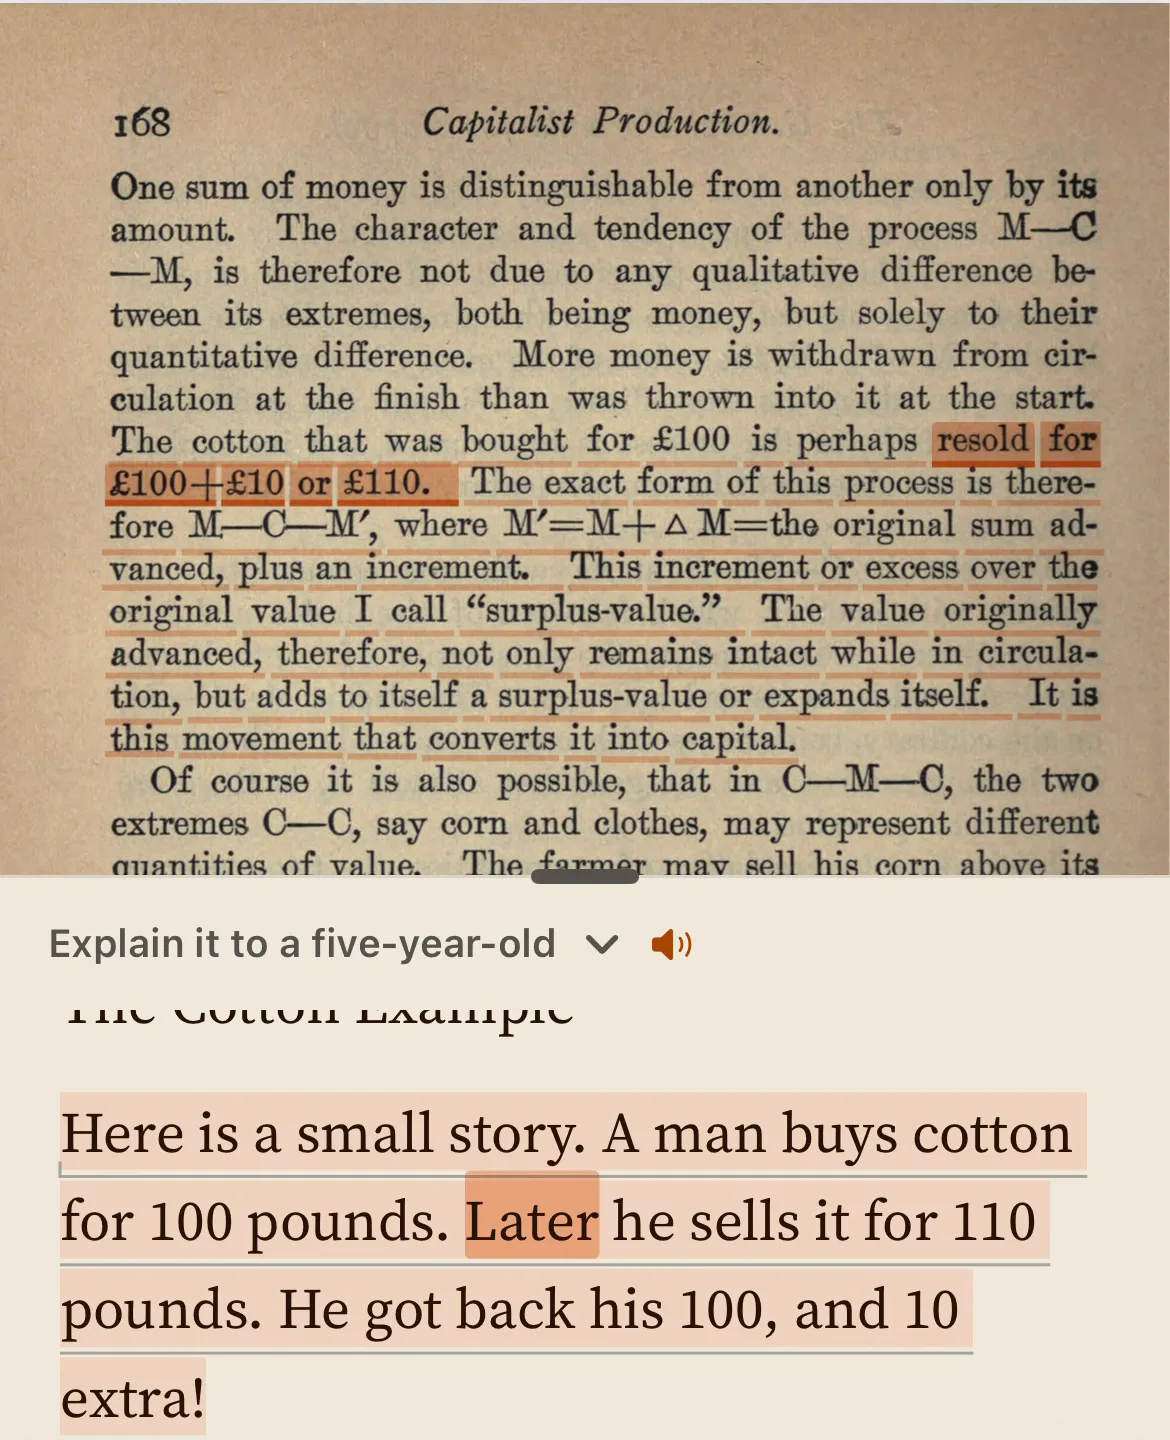 168 Capitalist Production.
One sum of money is distinguishable from another only by its
amount. The character and tendency of the process M—C
—M, is therefore not due to any qualitative difference be-
tween its extremes, both being money, but solely to their
quantitative difference. More money is withdrawn from cir-
culation at the finish than was thrown into it at the start.
The cotton that was bought for £100 is perhaps resold for
£100+£10 or £110. The exact form of this process is there-
fore M—C—M′, where M′=M+△M=the original sum ad-
vanced, plus an increment. This increment or excess over the
original value I call “surplus-value.” The value originally
advanced, therefore, not only remains intact while in circula-
tion, but adds to itself a surplus-value or expands itself. It is
this movement that converts it into capital.
Of course it is also possible, that in C—M—C, the two
extremes C—C, say corn and clothes, may represent different
quantities of value. The farmer may sell his corn above its
Explain it to a five-year-old
The Cotton Example
Here is a small story. A man buys cotton
for 100 pounds. Later he sells it for 110
pounds. He got back his 100, and 10
extra!